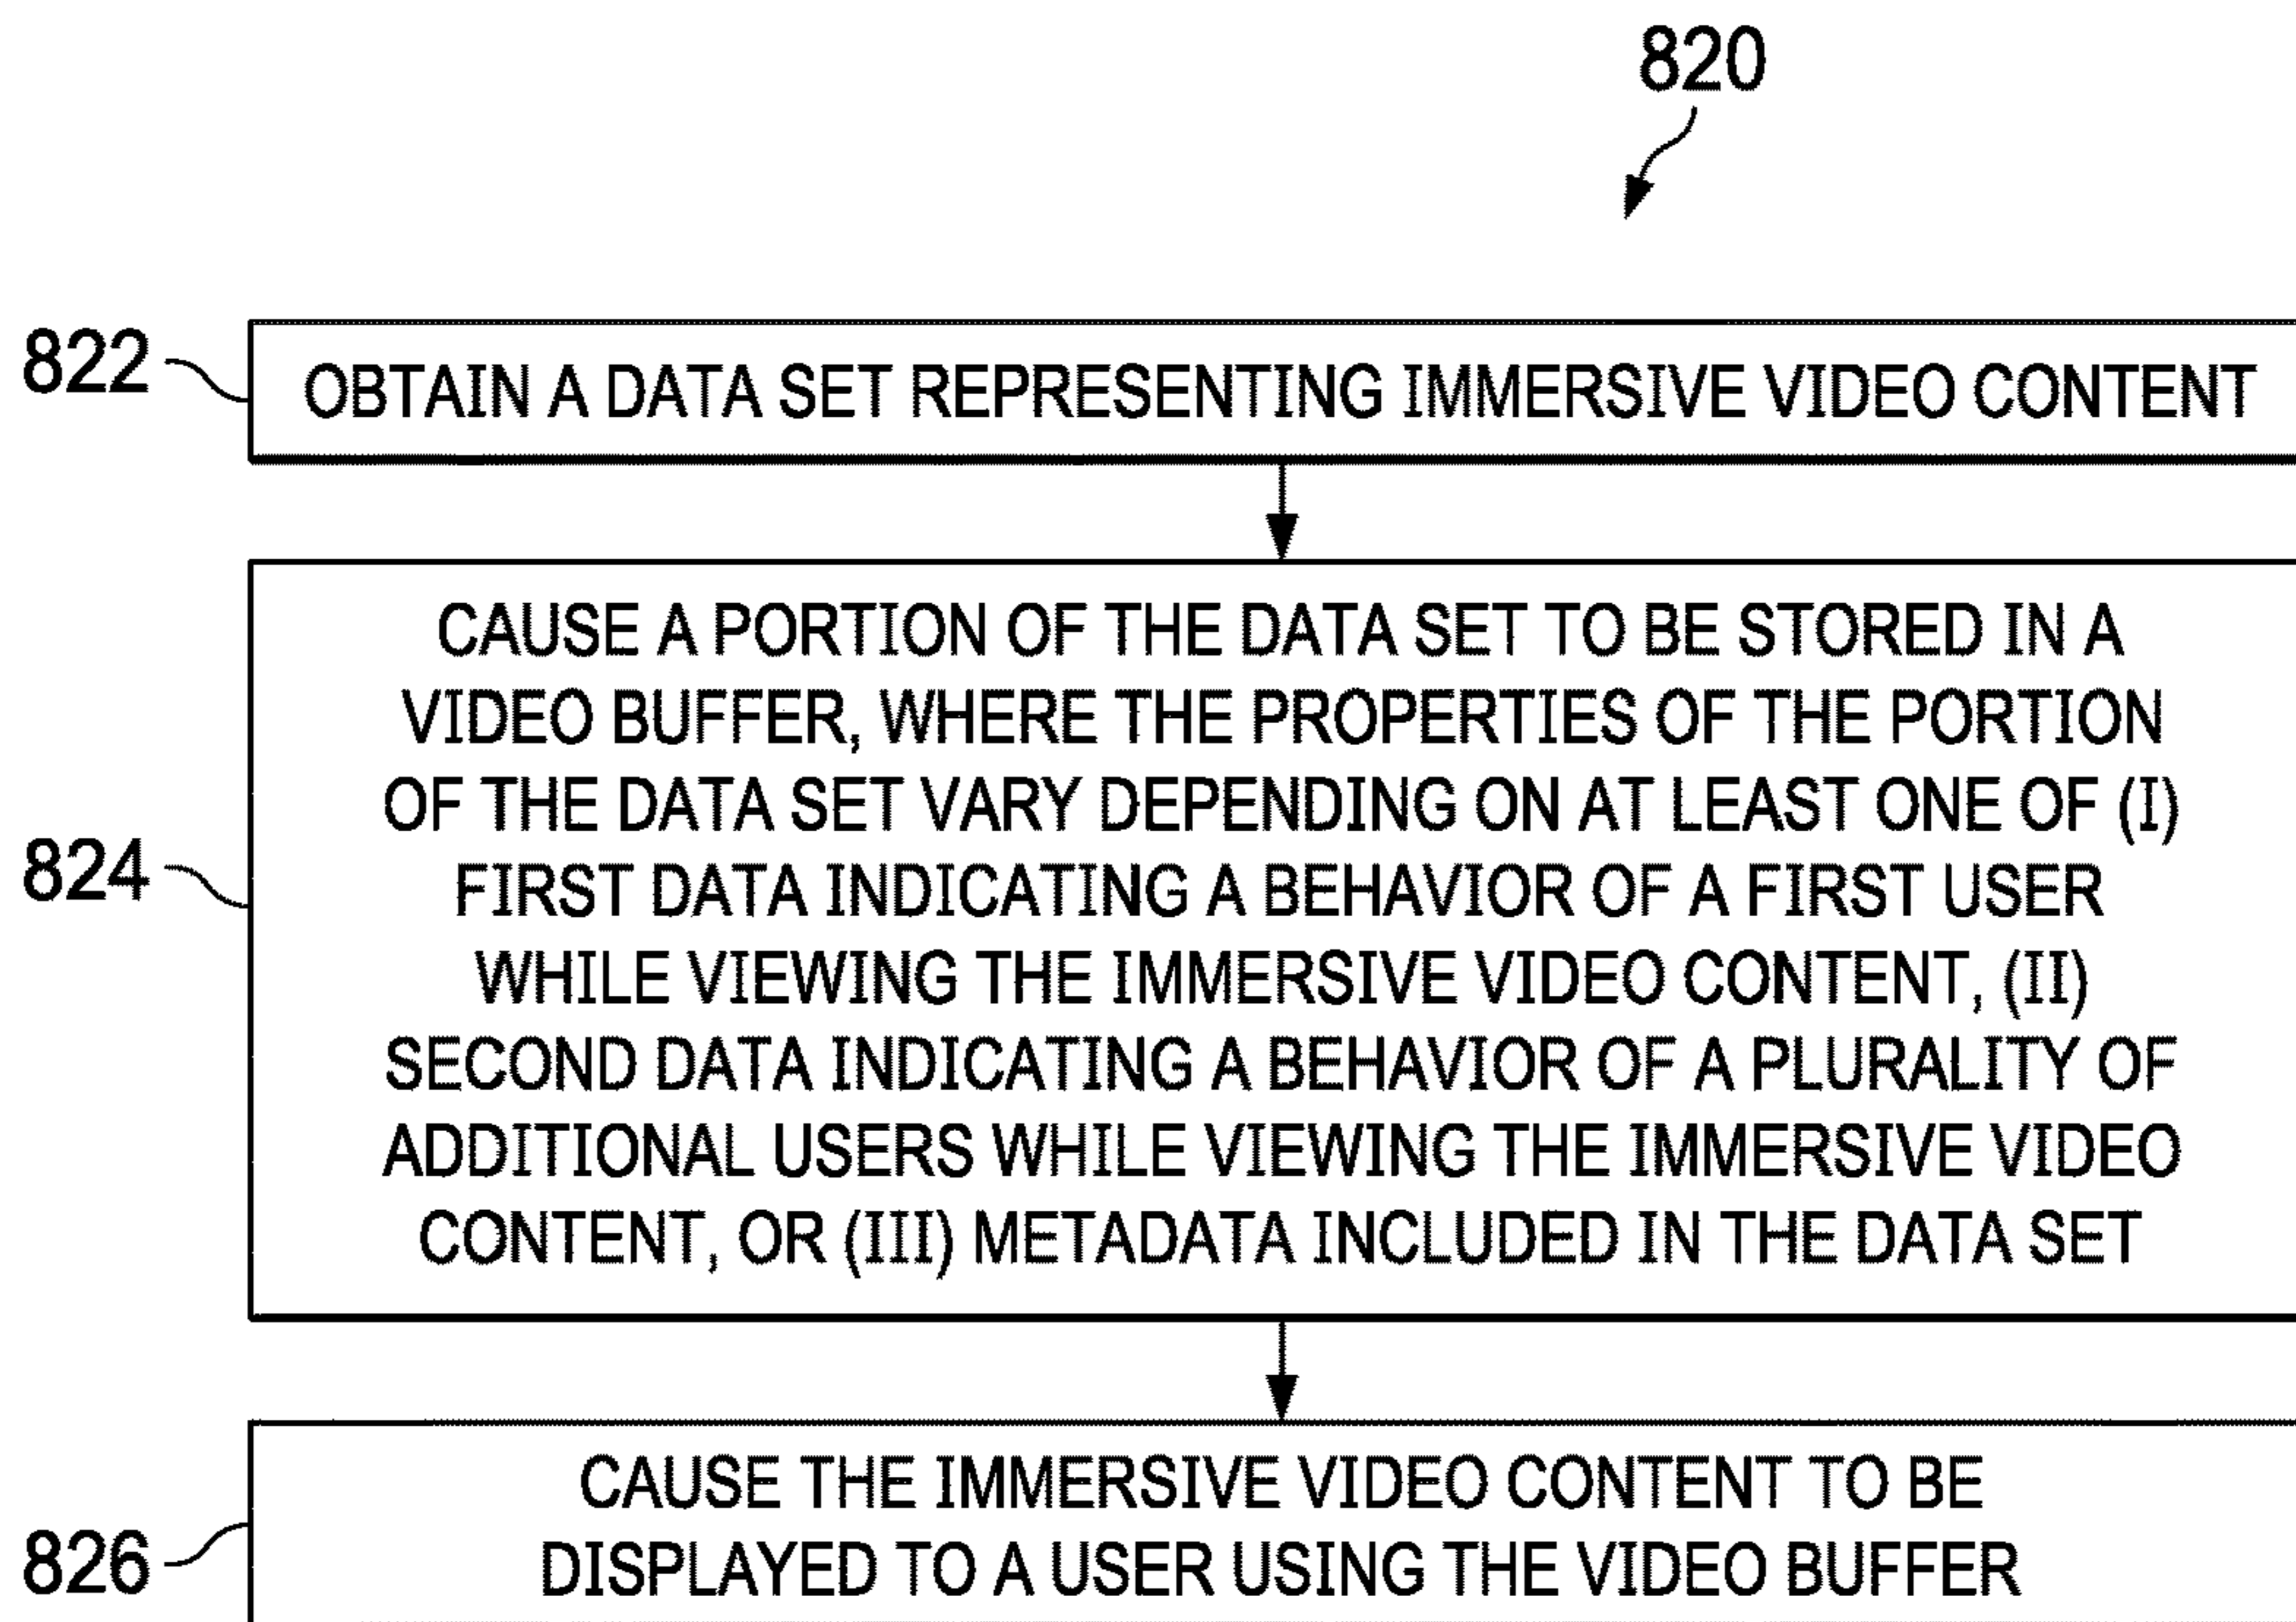 820
822
OBTAIN A DATA SET REPRESENTING IMMERSIVE VIDEO CONTENT
824
CAUSE A PORTION OF THE DATA SET TO BE STORED IN A
VIDEO BUFFER, WHERE THE PROPERTIES OF THE PORTION
OF THE DATA SET VARY DEPENDING ON AT LEAST ONE OF (I)
FIRST DATA INDICATING A BEHAVIOR OF A FIRST USER
WHILE VIEWING THE IMMERSIVE VIDEO CONTENT, (II)
SECOND DATA INDICATING A BEHAVIOR OF A PLURALITY OF
ADDITIONAL USERS WHILE VIEWING THE IMMERSIVE VIDEO
CONTENT, OR (III) METADATA INCLUDED IN THE DATA SET
826
CAUSE THE IMMERSIVE VIDEO CONTENT TO BE
DISPLAYED TO A USER USING THE VIDEO BUFFER